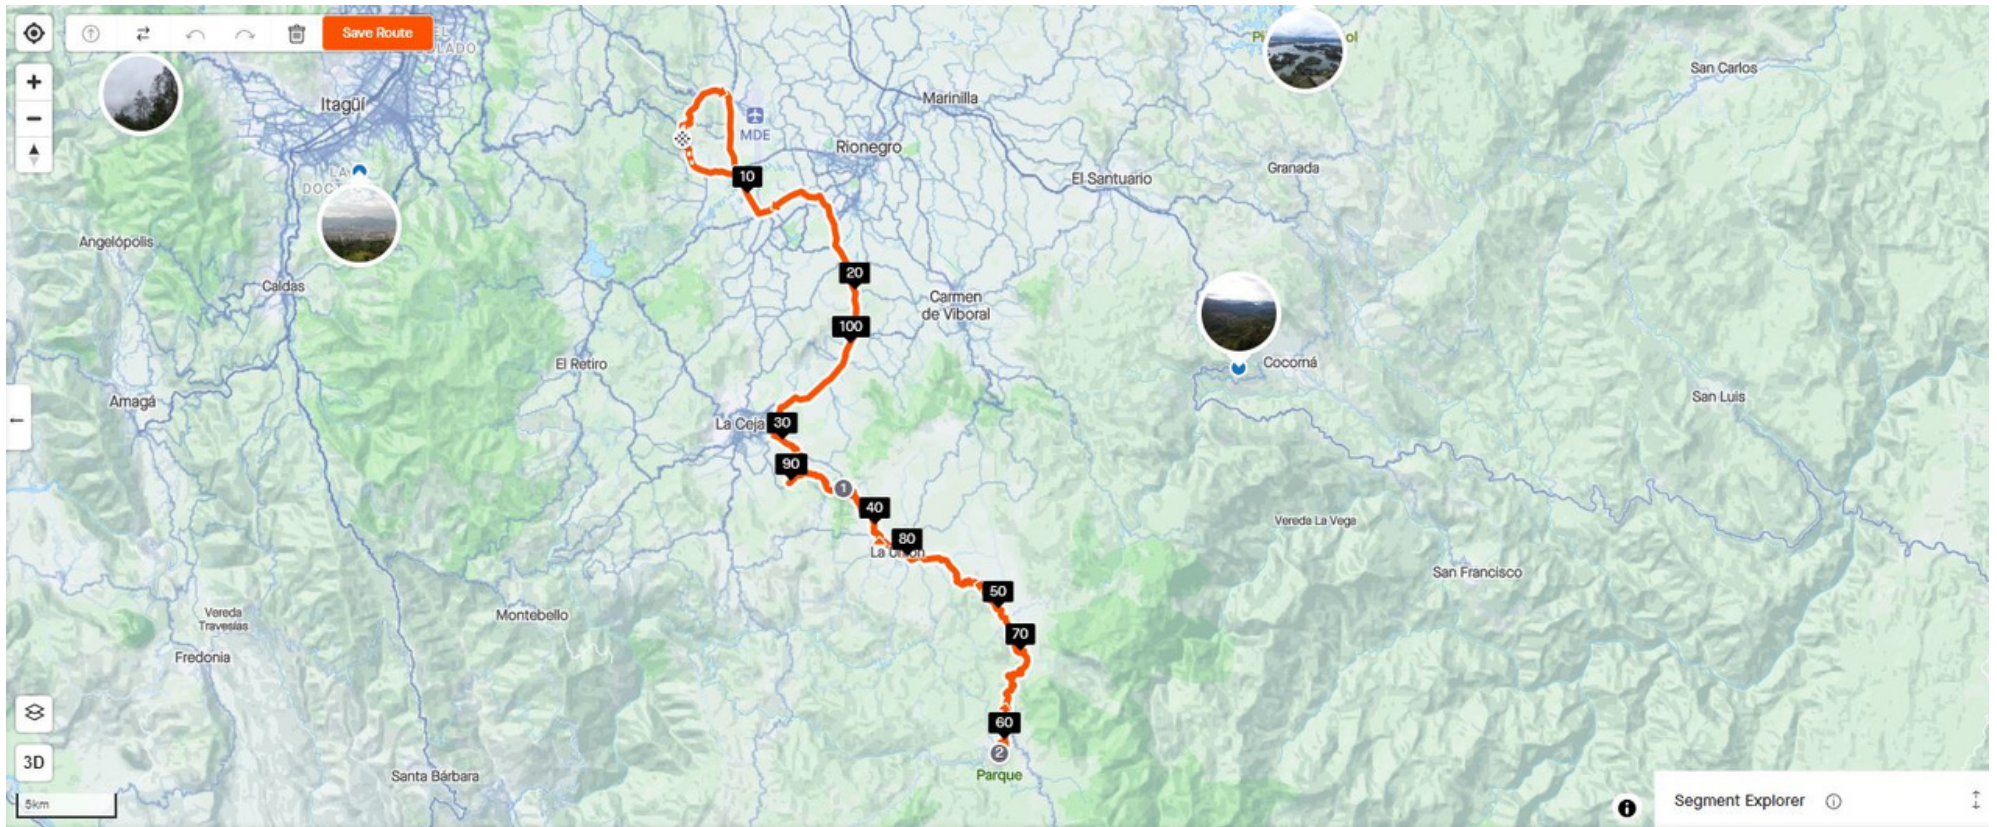 Save Route
San Carlos
Itagüí
Marinilla
MDE
Rionegro
Granada
10
El Santuario
Angelópolis
20
Caldas
Carmen
de Viboral
100
El Retiro
Cocorná
Amagá
San Luis
La Ceja
30
90
1
40
Vereda La Vega
80
La Unión
San Francisco
50
Vereda
Travesías
Montebello
70
Fredonia
60
3D
2
Parque
Santa Bárbara
5km
Segment Explorer